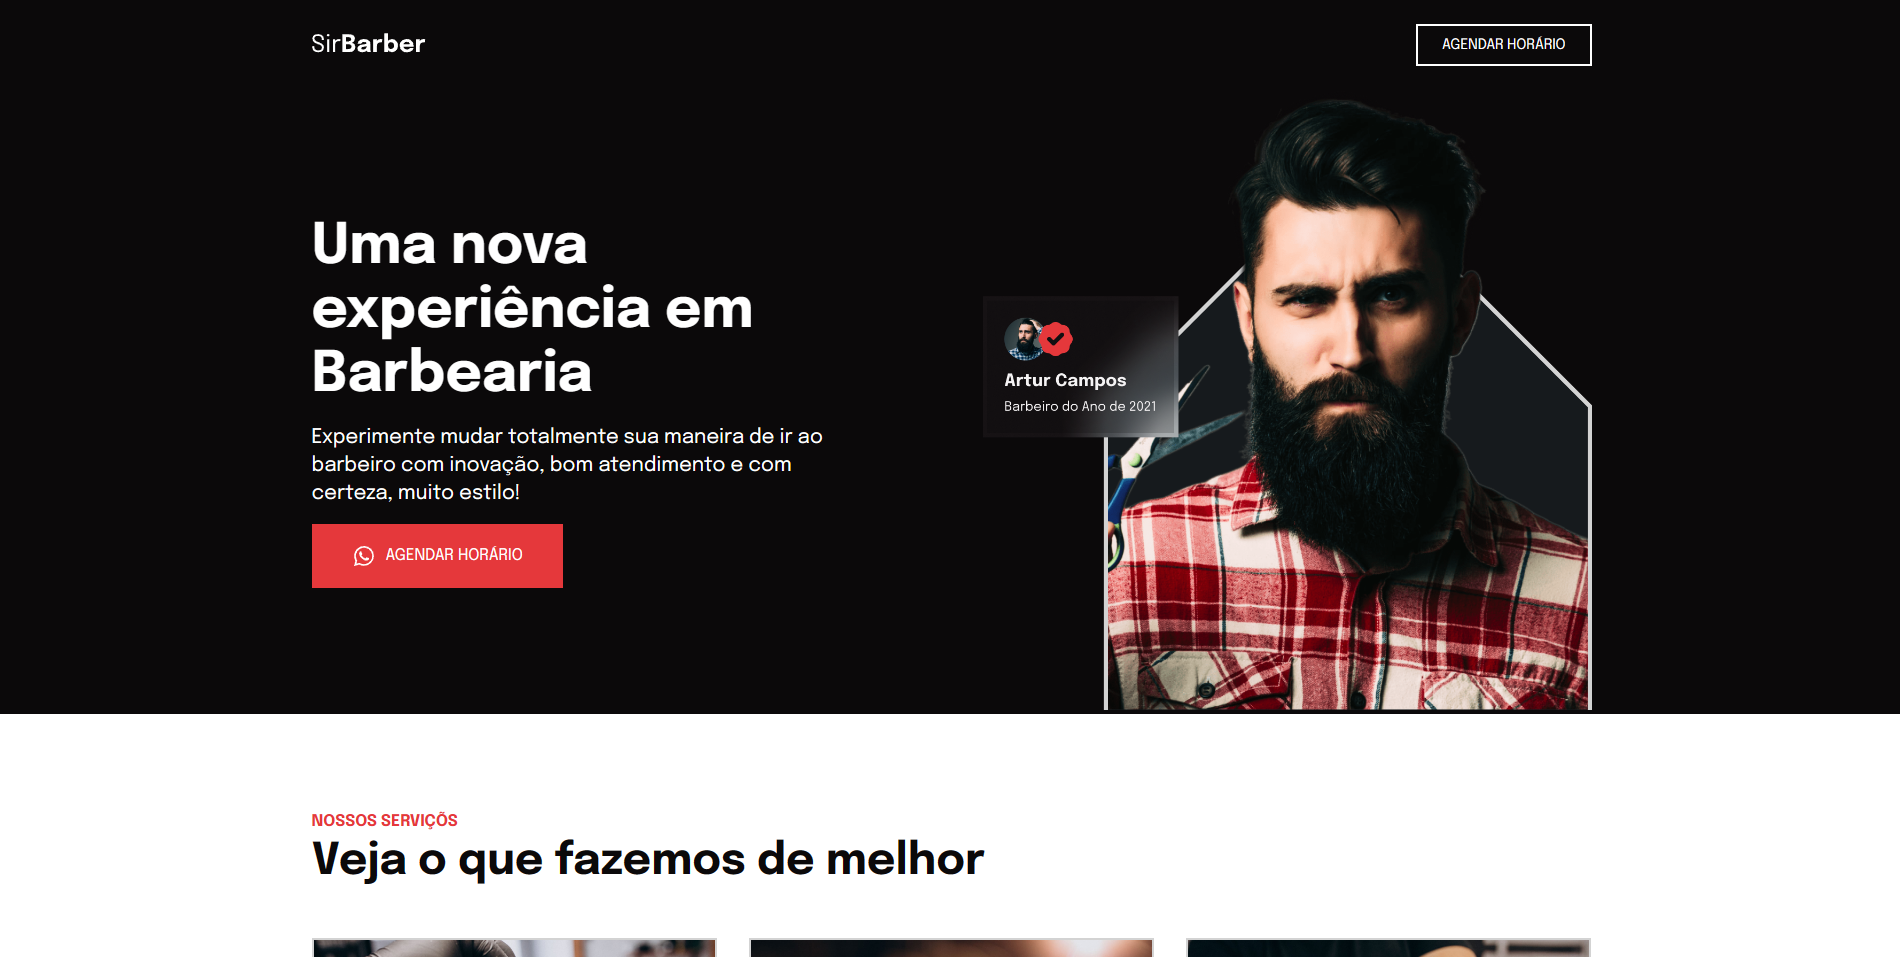 SirBarber
AGENDAR HORÁRIO
Uma nova
experiência em
Barbearia
Experimente mudar totalmente sua maneira de ir ao
barbeiro com inovação, bom atendimento e com
certeza, muito estilo!
AGENDAR HORÁRIO
Artur Campos
Barbeiro do Ano de 2021
NOSSOS SERVIÇÕS
Veja o que fazemos de melhor